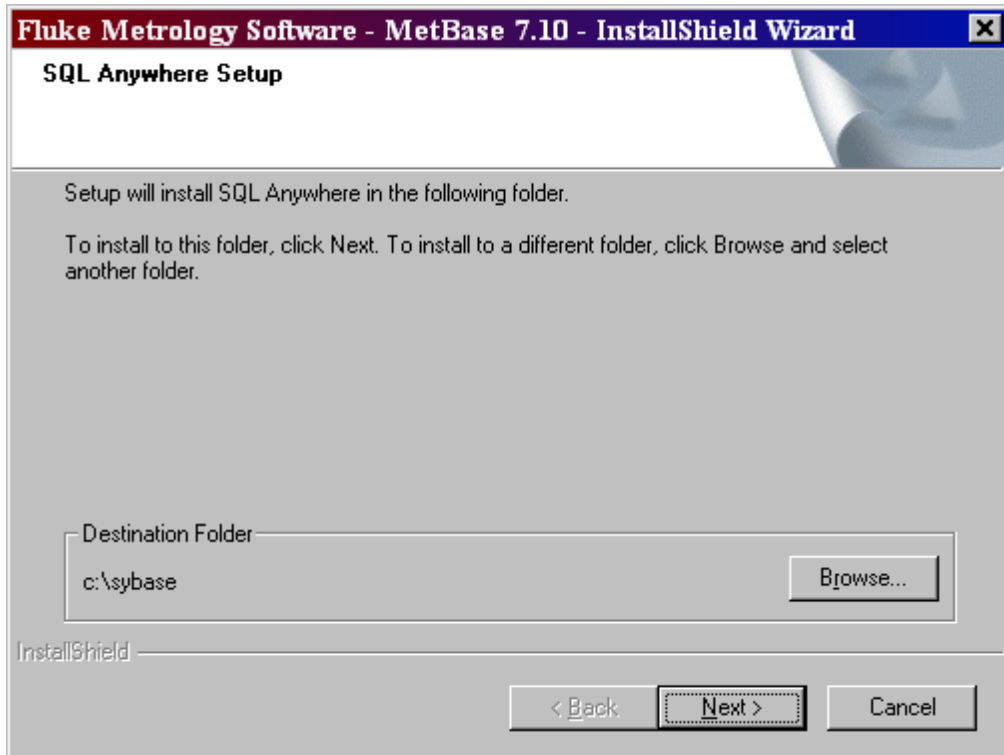 Fluke Metrology Software - MetBase 7.10 - InstallShield Wizard
SQL Anywhere Setup
Setup will install SQL Anywhere in the following folder.
To install to this folder, click Next. To install to a different folder, click Browse and select
another folder.
Destination Folder
c:\sybase
Browse...
InstallShield
< Back
Next >
Cancel